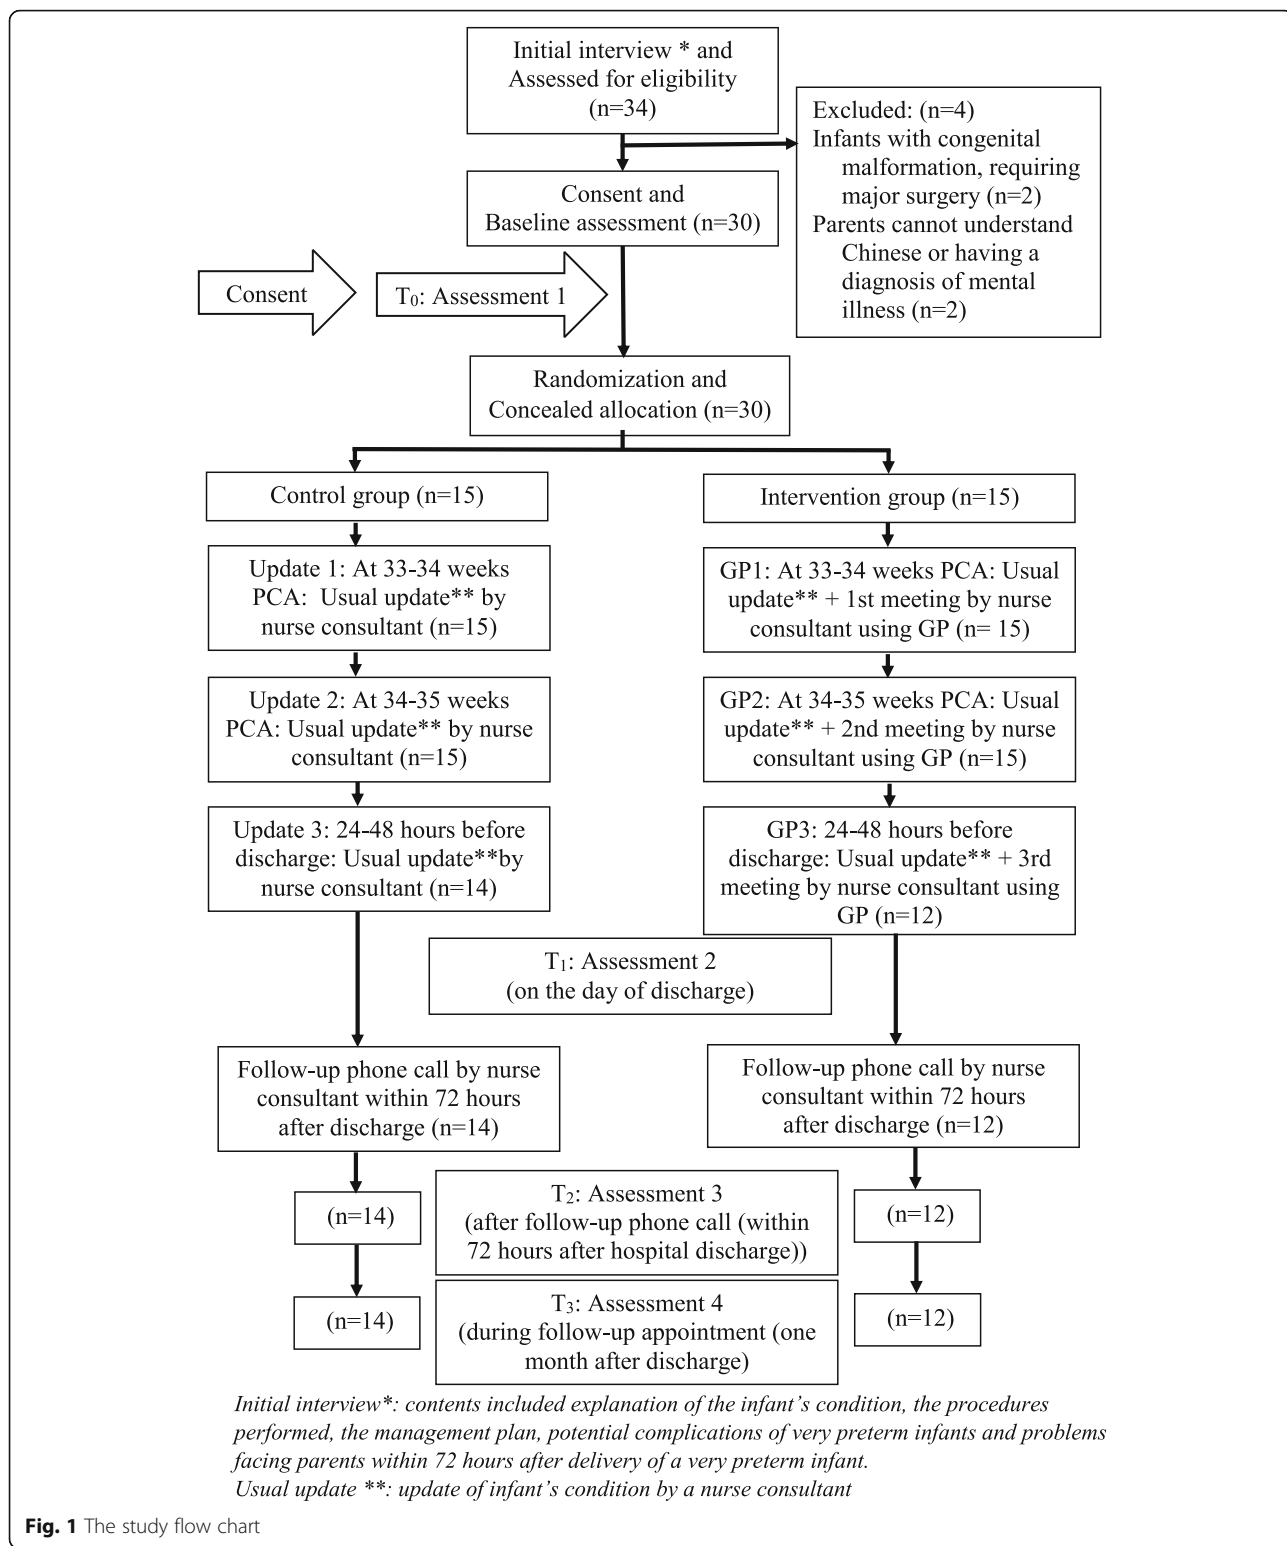 Initial interview * and
Assessed for eligibility
(n=34)
Excluded: (n=4)
Infants with congenital
malformation, requiring
major surgery (n=2)
Parents cannot understand
Chinese or having a
diagnosis of mental
illness (n=2)
Consent and
Baseline assessment (n=30)
Consent
T₀: Assessment 1
Randomization and
Concealed allocation (n=30)
Control group (n=15)
Intervention group (n=15)
Update 1: At 33-34 weeks
PCA: Usual update** by
nurse consultant (n=15)
GP1: At 33-34 weeks PCA: Usual
update** + 1st meeting by nurse
consultant using GP (n= 15)
Update 2: At 34-35 weeks
PCA: Usual update** by nurse
consultant (n=15)
GP2: At 34-35 weeks PCA: Usual
update** + 2nd meeting by nurse
consultant using GP (n=15)
Update 3: 24-48 hours before
discharge: Usual update**by
nurse consultant (n=14)
GP3: 24-48 hours before
discharge: Usual update** + 3rd
meeting by nurse consultant using
GP (n=12)
T₁: Assessment 2
(on the day of discharge)
Follow-up phone call by nurse
consultant within 72 hours
after discharge (n=14)
Follow-up phone call by nurse
consultant within 72 hours
after discharge (n=12)
(n=14)
T₂: Assessment 3
(after follow-up phone call (within
72 hours after hospital discharge))
(n=12)
(n=14)
T₃: Assessment 4
(during follow-up appointment (one
month after discharge)
(n=12)
Initial interview*: contents included explanation of the infant's condition, the procedures
performed, the management plan, potential complications of very preterm infants and problems
facing parents within 72 hours after delivery of a very preterm infant.
Usual update **: update of infant's condition by a nurse consultant
Fig. 1 The study flow chart